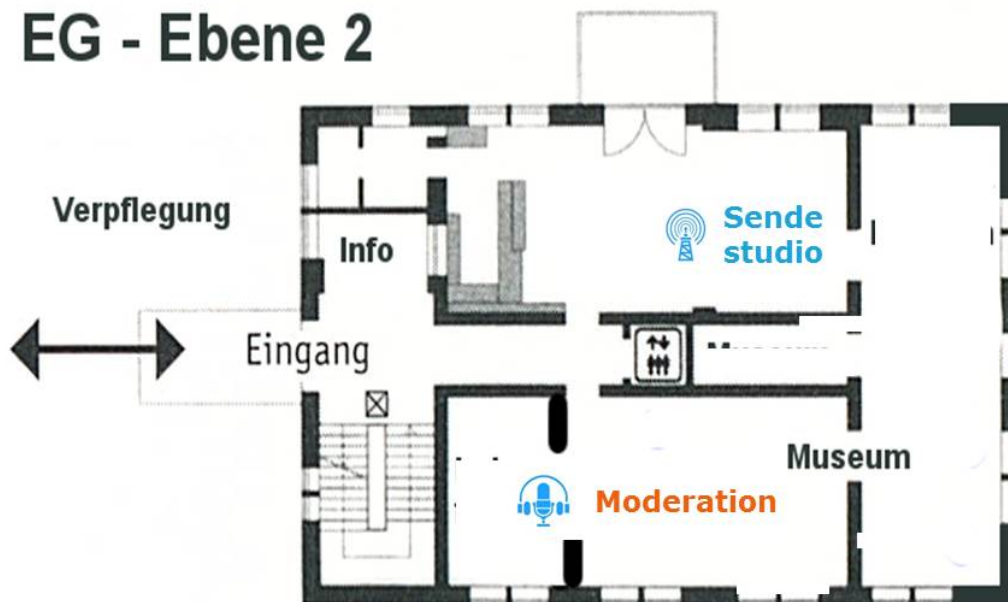 EG - Ebene 2
Verpflegung
Info
Sende
studio
Eingang
Museum
Moderation